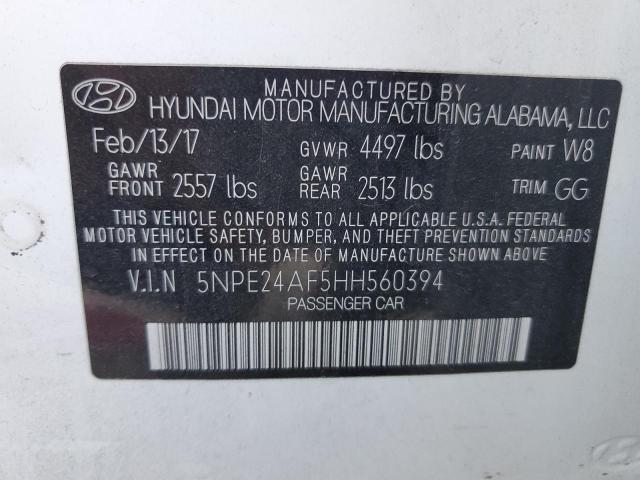 MANUFACTURED BY
HYUNDAI MOTOR MANUFACTURING ALABAMA, LLC
Feb/13/17 GVWR 4497 lbs PAINT W8
GAWR FRONT 2557 lbs GAWR REAR 2513 lbs TRIM GG
THIS VEHICLE CONFORMS TO ALL APPLICABLE U.S.A. FEDERAL
MOTOR VEHICLE SAFETY, BUMPER, AND THEFT PREVENTION STANDARDS
IN EFFECT ON THE DATE OF MANUFACTURE SHOWN ABOVE.
V.I.N 5NPE24AF5HH560394
PASSENGER CAR